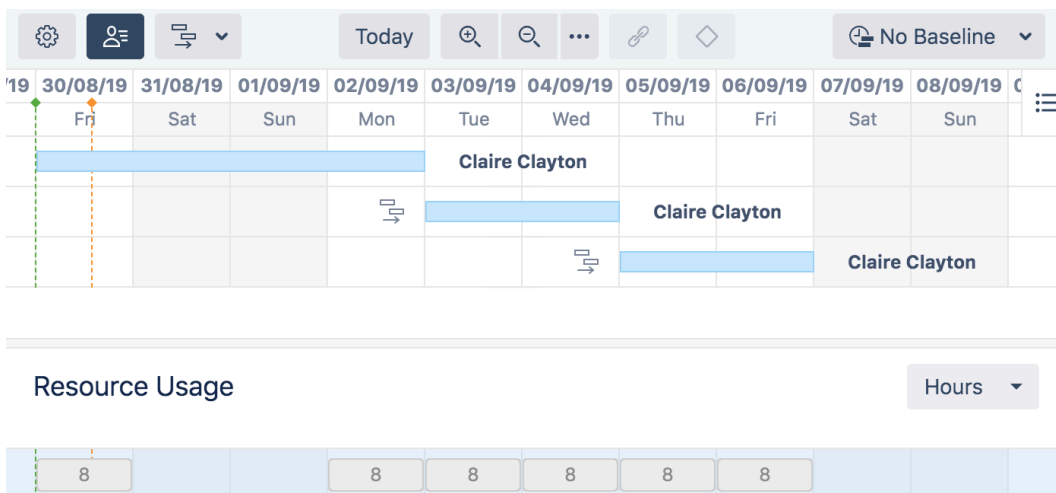 Today No Baseline
'19 30/08/19 31/08/19 01/09/19 02/09/19 03/09/19 04/09/19 05/09/19 06/09/19 07/09/19 08/09/19 0
Fri Sat Sun Mon Tue Wed Thu Fri Sat Sun
Claire Clayton
Claire Clayton
Claire Clayton
Resource Usage Hours
8 8 8 8 8 8